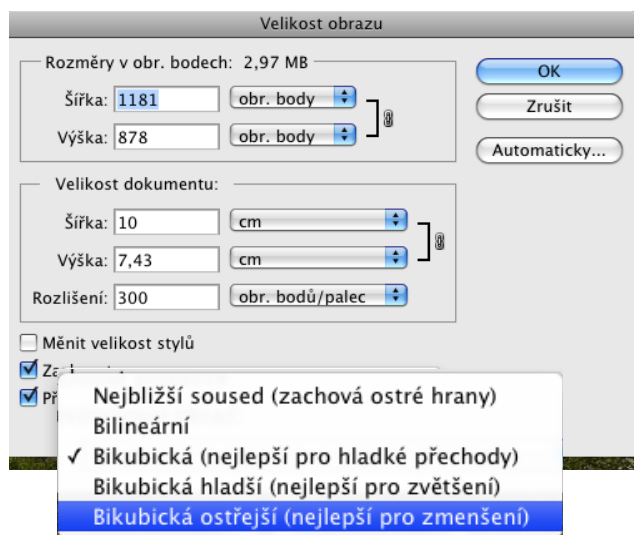 Velikost obrazu
Rozměry v obr. bodech: 2,97 MB
Šířka: 1181 obr. body
Výška: 878 obr. body
OK
Zrušit
Automaticky...
Velikost dokumentu:
Šířka: 10 cm
Výška: 7,43 cm
Rozlišení: 300 obr. bodů/palec
Měnit velikost stylů
Nejbližší soused (zachová ostré hrany)
Bilineární
✓ Bikubická (nejlepší pro hladké přechody)
Bikubická hladší (nejlepší pro zvětšení)
Bikubická ostřejší (nejlepší pro zmenšení)